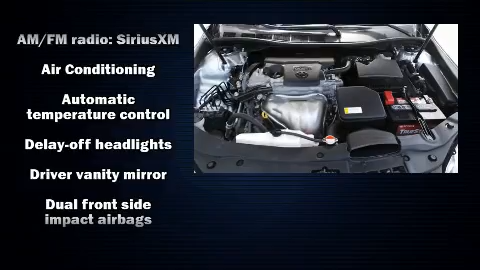 AM/FM radio: SiriusXM
Air Conditioning
Automatic
temperature control
Delay-off headlights
Driver vanity mirror
Dual front side
impact airbags